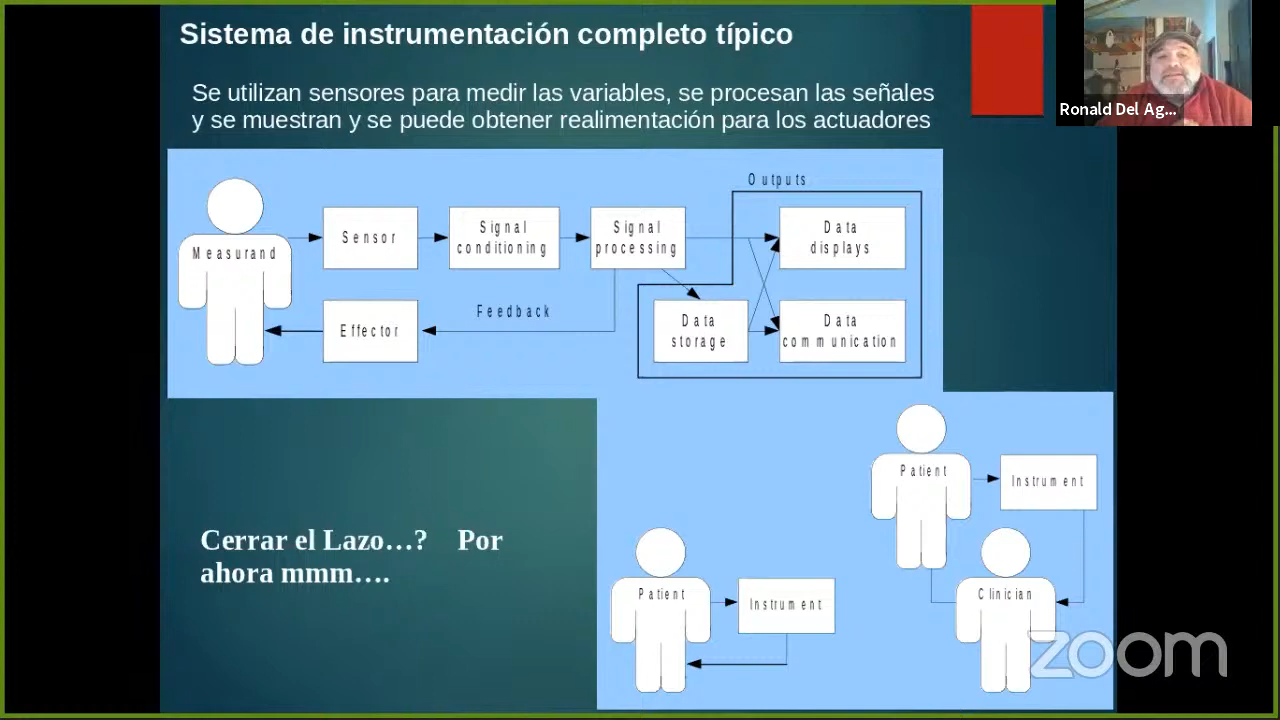 Sistema de instrumentación completo típico
Se utilizan sensores para medir las variables, se procesan las señales
y se muestran y se puede obtener realimentación para los actuadores
Ronald Del Ag...
Outputs
Measurand
Sensor
Signal
conditioning
Signal
processing
Data
displays
Feedback
Effector
Data
storage
Data
communication
Cerrar el Lazo…? Por
ahora mmm….
Patient
Instrument
Patient
Instrument
Clinician
zoom